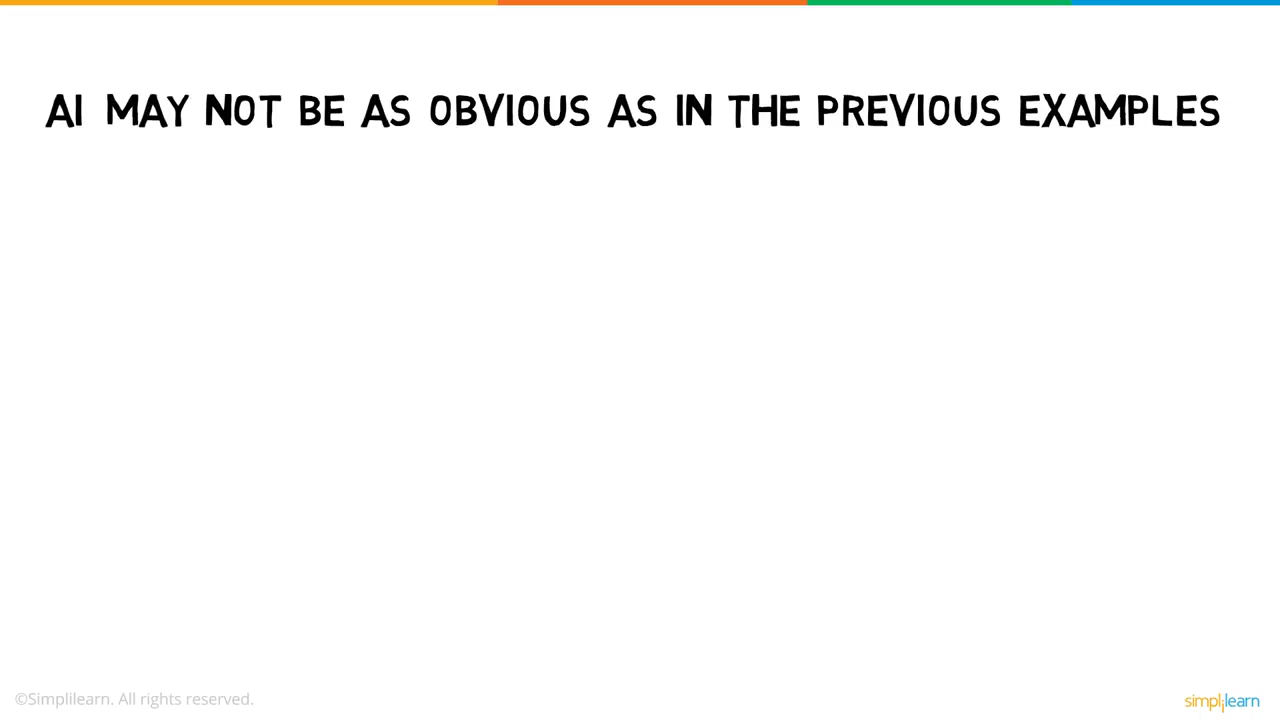 AI MAY NOT BE AS OBVIOUS AS IN THE PREVIOUS EXAMPLES
©Simplilearn. All rights reserved.
simplilearn